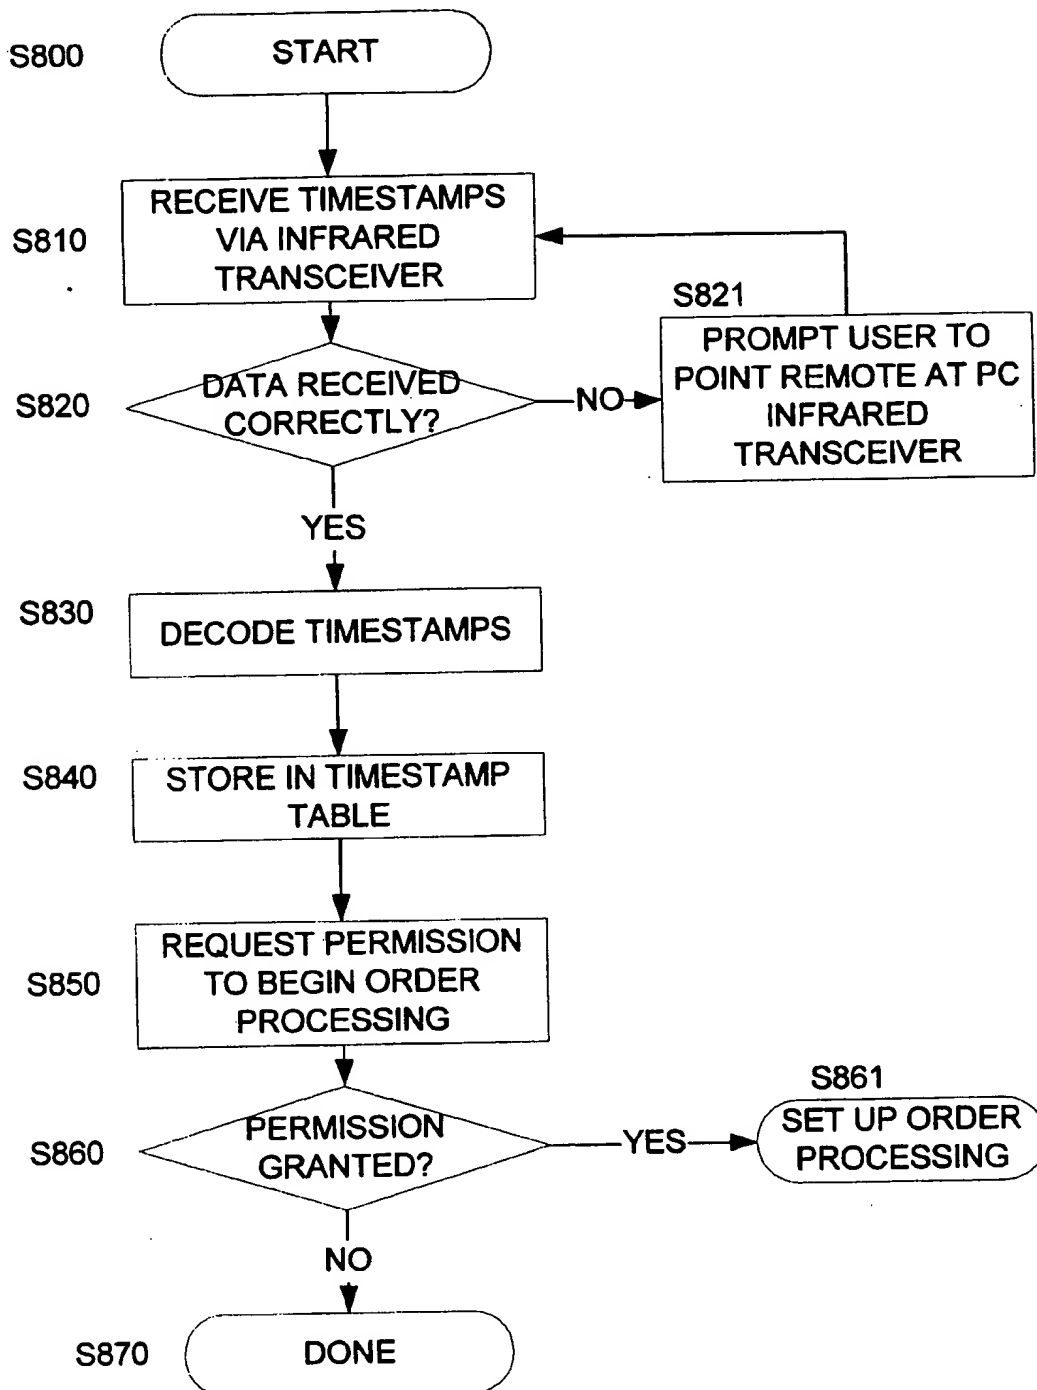 S800
START
S810
RECEIVE TIMESTAMPS
VIA INFRARED
TRANSCEIVER
S820
DATA RECEIVED
CORRECTLY?
NO
S821
PROMPT USER TO
POINT REMOTE AT PC
INFRARED
TRANSCEIVER
YES
S830
DECODE TIMESTAMPS
S840
STORE IN TIMESTAMP
TABLE
S850
REQUEST PERMISSION
TO BEGIN ORDER
PROCESSING
S860
PERMISSION
GRANTED?
YES
S861
SET UP ORDER
PROCESSING
NO
S870
DONE